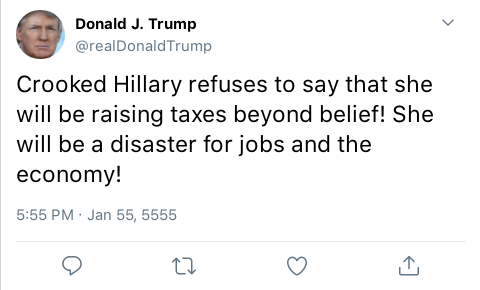 Donald J. Trump
@realDonaldTrump
Crooked Hillary refuses to say that she
will be raising taxes beyond belief! She
will be a disaster for jobs and the
economy!
5:55 PM · Jan 55, 5555